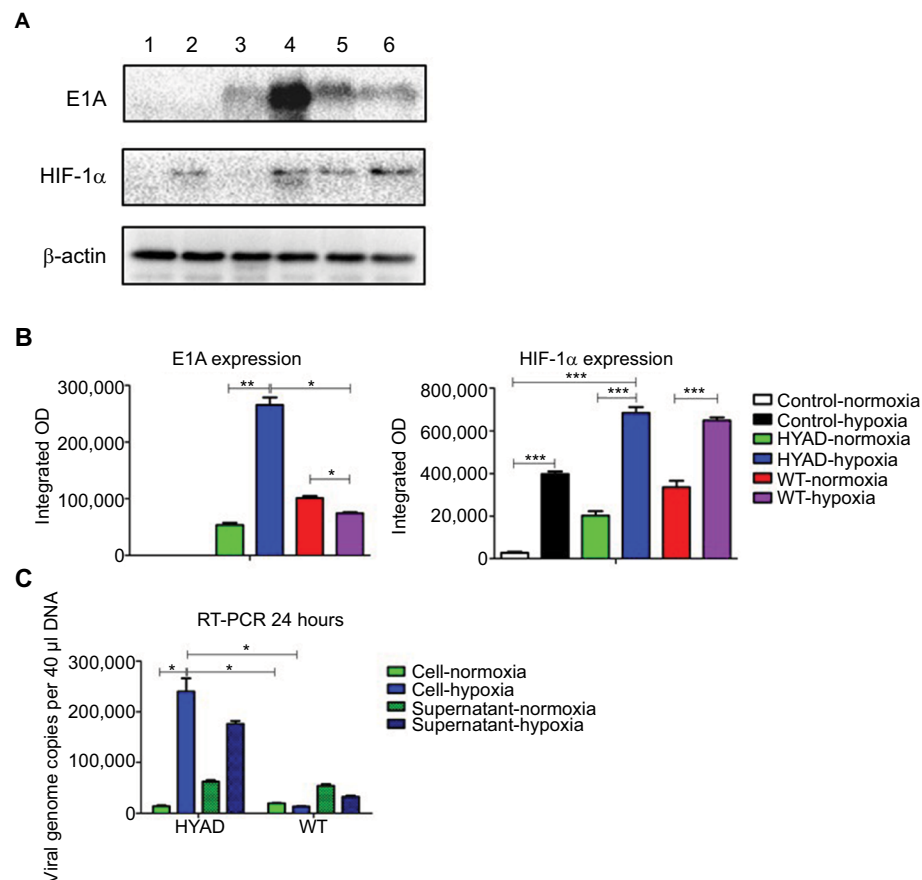 A
1 2 3 4 5 6
E1A
HIF-1α
β-actin
B
E1A expression
** *
*
300,000
200,000
100,000
0
Integrated OD
HIF-1α expression
***
*** ***
***
800,000
600,000
400,000
20,000
0
Integrated OD
Control-normoxia
Control-hypoxia
HYAD-normoxia
HYAD-hypoxia
WT-normoxia
WT-hypoxia
C
RT-PCR 24 hours
*
* *
300,000
200,000
100,000
0
Viral genome copies per 40 μl DNA
HYAD WT
Cell-normoxia
Cell-hypoxia
Supernatant-normoxia
Supernatant-hypoxia